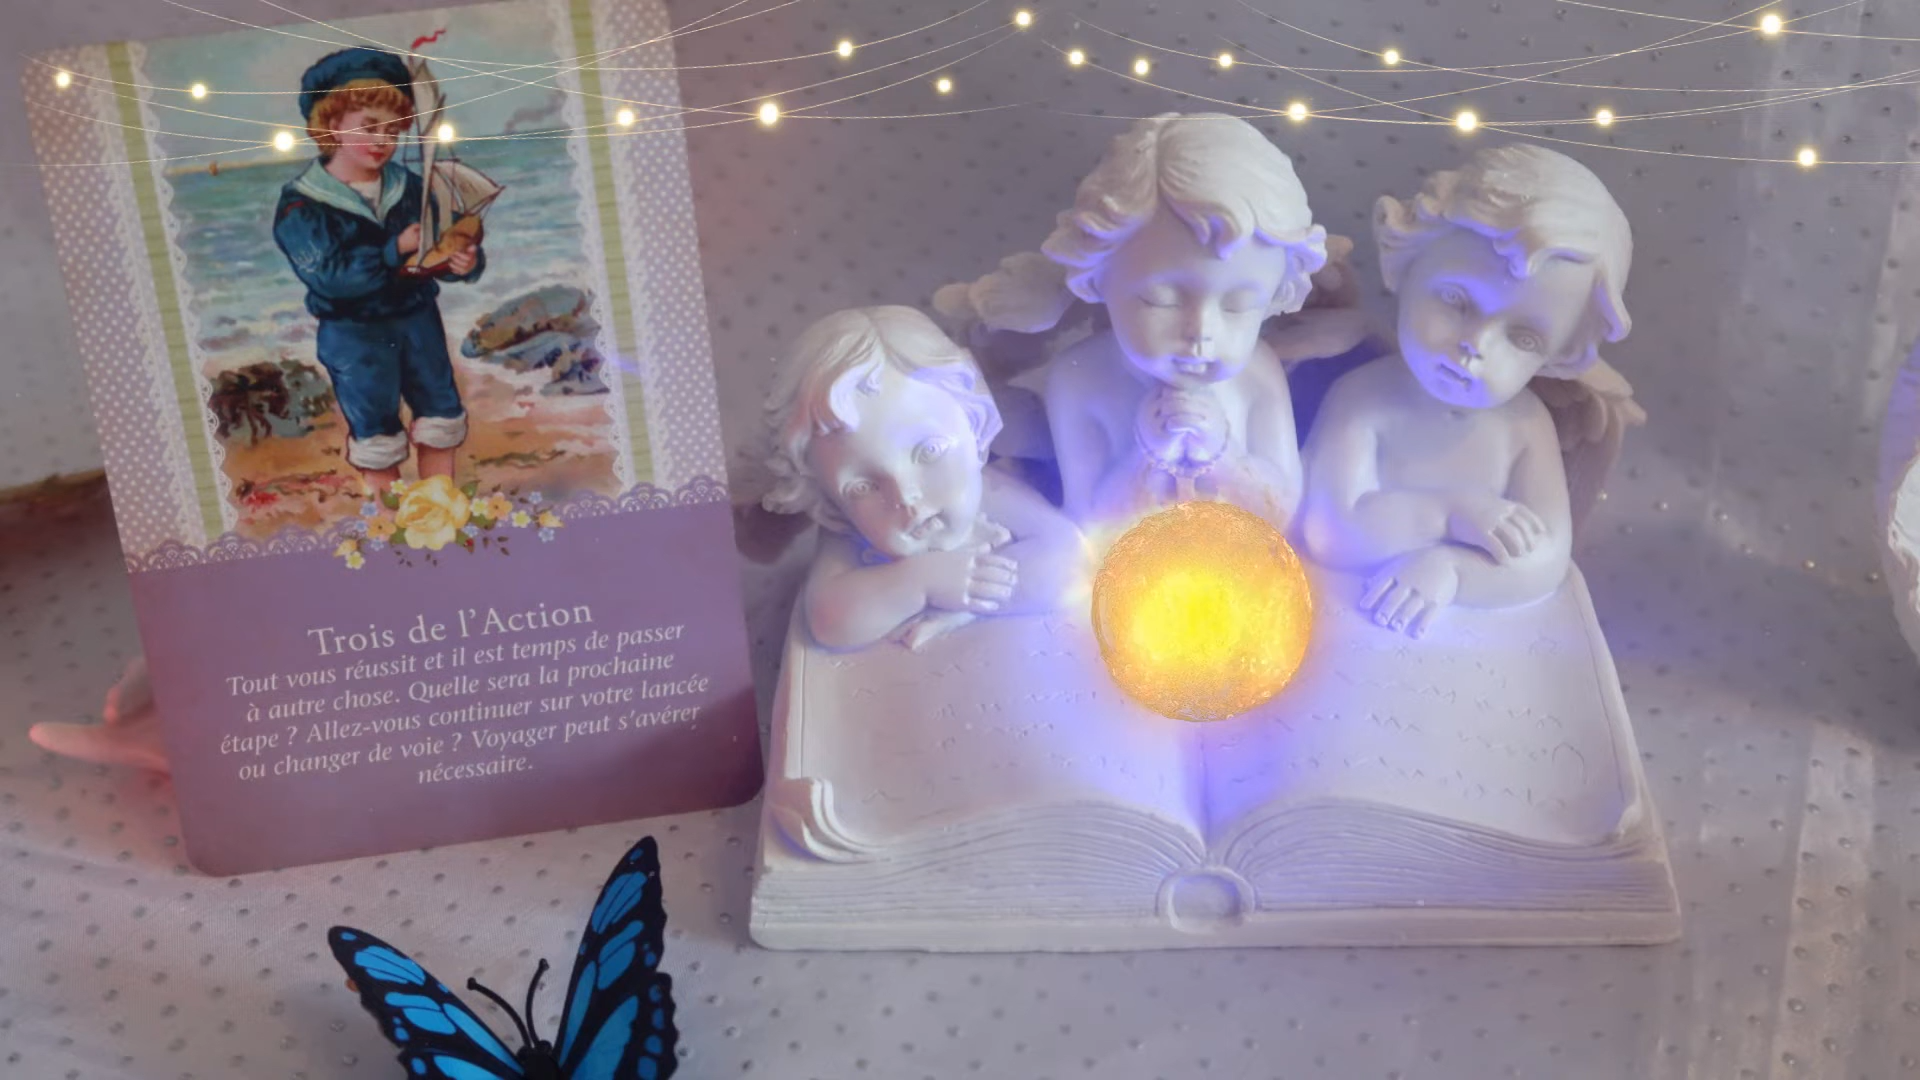 Trois de l'Action
Tout vous réussit et il est temps de passer
à autre chose. Quelle sera la prochaine
étape ? Allez-vous continuer sur votre lancée
ou changer de voie ? Voyager peut s'avérer
nécessaire.